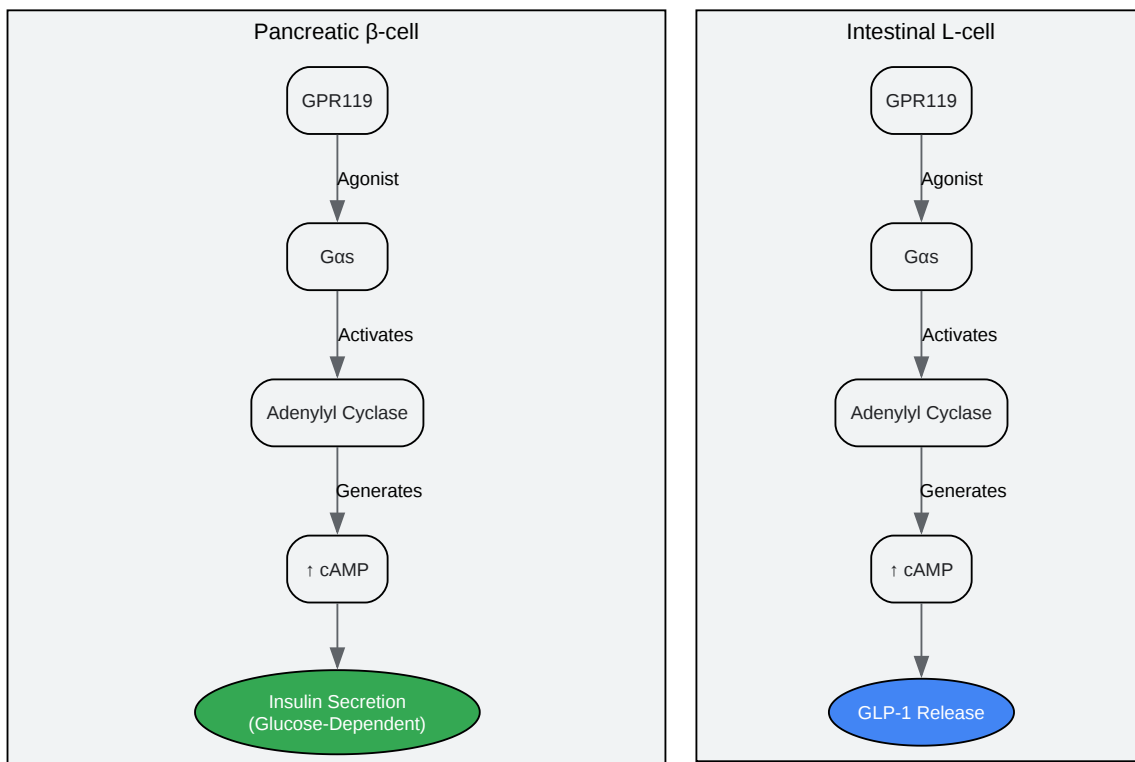 Pancreatic β-cell
GPR119
Agonist
Gαs
Activates
Adenylyl Cyclase
Generates
↑ cAMP
Insulin Secretion
(Glucose-Dependent)
Intestinal L-cell
GPR119
Agonist
Gαs
Activates
Adenylyl Cyclase
Generates
↑ cAMP
GLP-1 Release